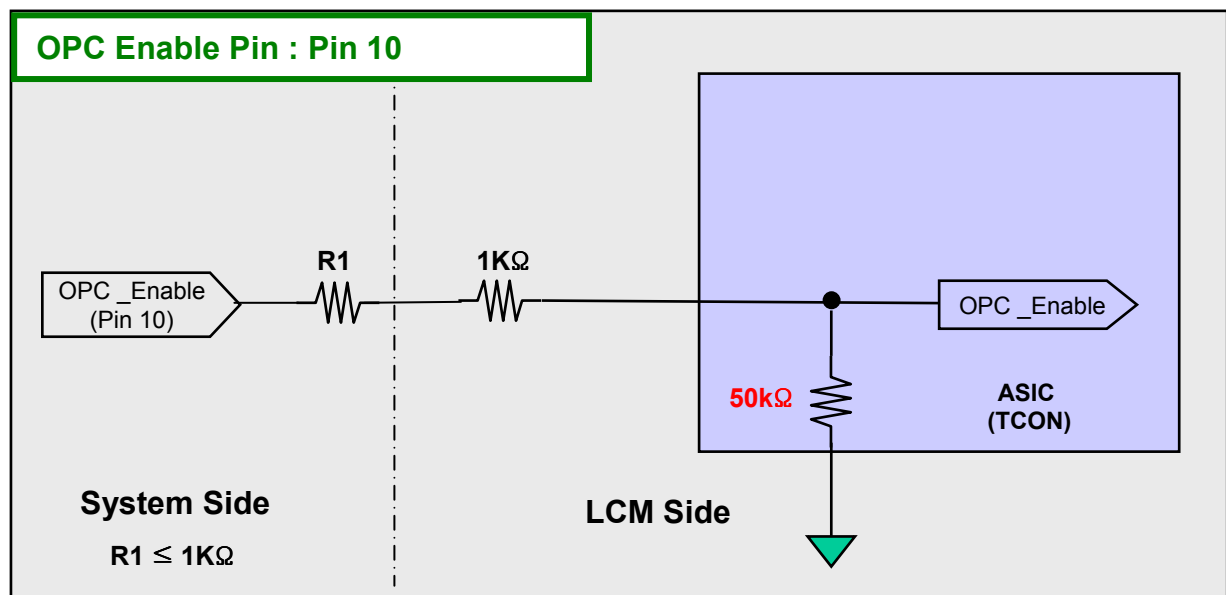 OPC Enable Pin : Pin 10
R1
1KΩ
OPC _Enable
(Pin 10)
OPC _Enable
50kΩ
ASIC
(TCON)
System Side
LCM Side
R1 ≤ 1KΩ